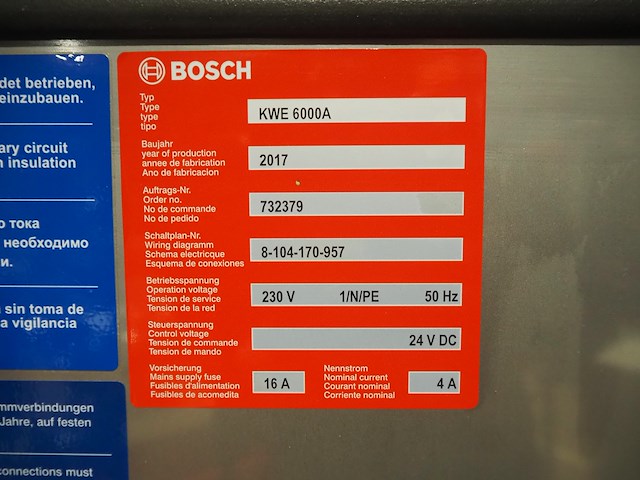 BOSCH
Typ
Type
type
tipo
KWE 6000A
Baujahr
year of production
annee de fabrication
Ano de fabricacion
2017
Auftrags-Nr.
Order no.
No de commande
No de pedido
732379
Schaltplan-Nr.
Wiring diagramm
Schema electricque
Esquema de conexiones
8-104-170-957
Betriebsspannung
Operation voltage
Tension de service
Tension de la red
230 V 1/N/PE 50 Hz
Steuerspannung
Control voltage
Tension de commande
Tension de mando
24 V DC
Vorsicherung
Mains supply fuse
Fusibles d'alimentation
Fusibles de acomedita
16 A
Nennstrom
Nominal current
Courant nominal
Corriente nominal
4 A
det betrieben,
einzubauen.
ary circuit
n insulation
о тока
необходимо
и.
a sin toma de
a vigilancia
mmverbindungen
Jahre, auf festen
connections must